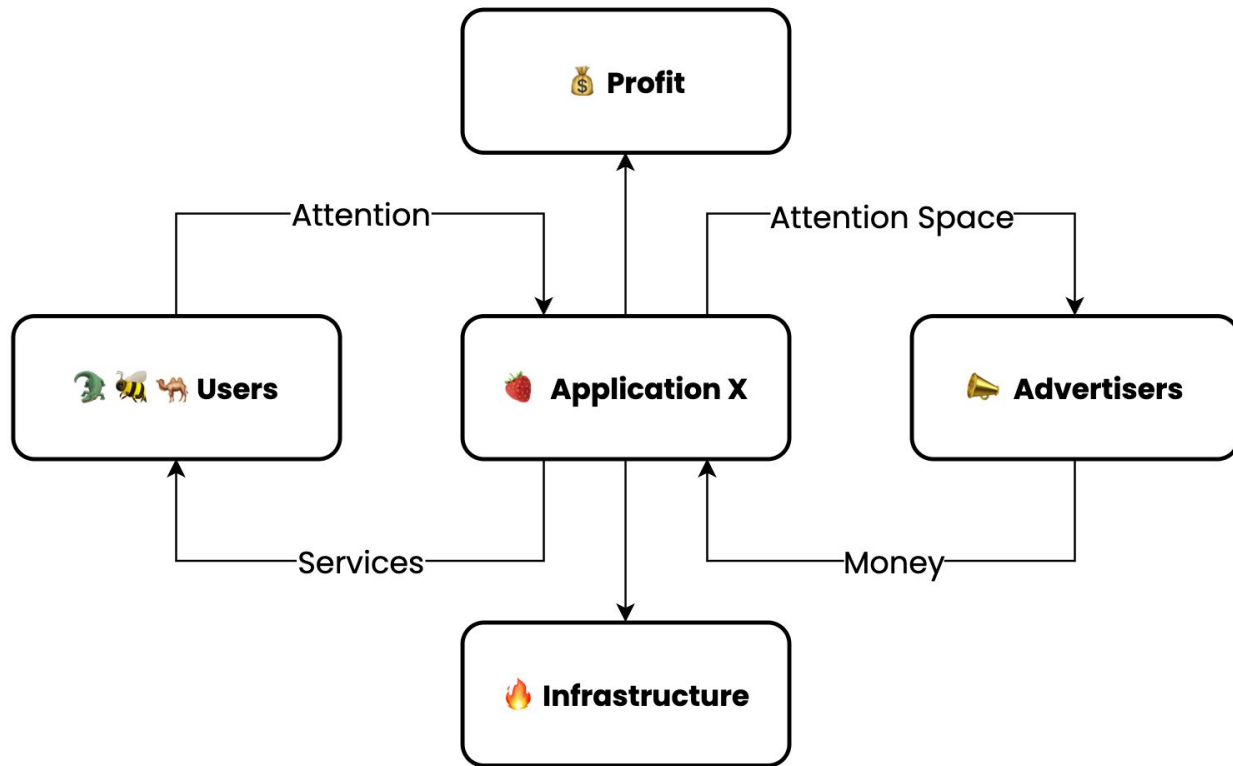 Profit
Attention
Attention Space
Users
Application X
Advertisers
Services
Money
Infrastructure